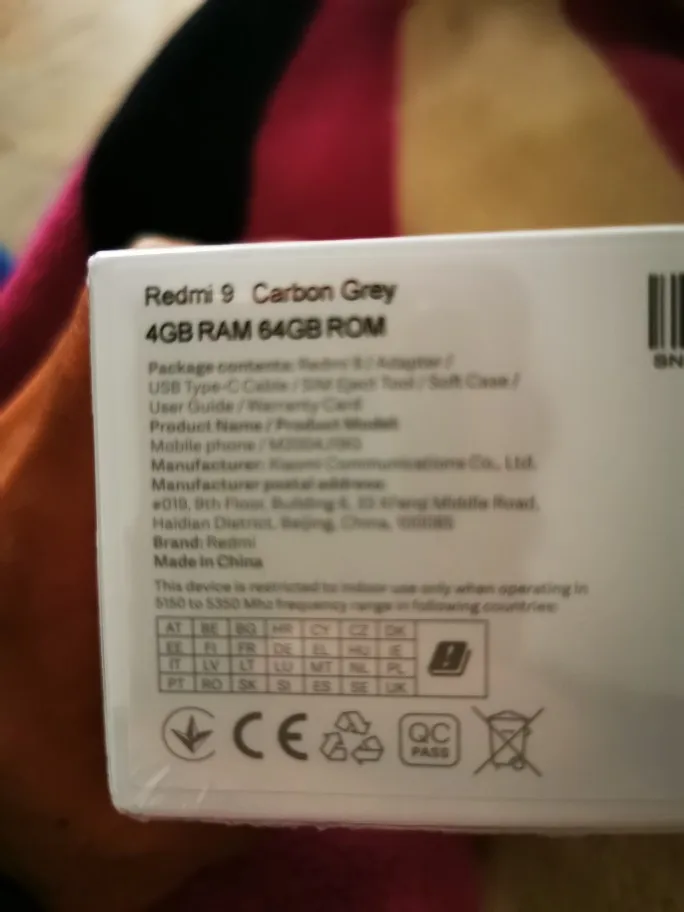 Redmi 9 Carbon Grey
4GB RAM 64GB ROM
Package contents: Redmi 9 / Adapter /
USB Type-C Cable / SIM Eject Tool / Soft Case /
User Guide / Warranty Card
Product Name / Product Model:
Mobile phone /
Manufacturer: Xiaomi Communications Co., Ltd.
Manufacturer postal address:
#019, 9th Floor, Building 6, 33 Xi'erqi Middle Road,
Haidian District, Beijing, China, 100085
Brand: Redmi
Made in China
This device is restricted to indoor use only when operating in
5150 to 5350 Mhz frequency range in following countries:
AT BE BG HR CY CZ DK
EE FI FR DE EL HU IE
IT LV LT LU MT NL PL
PT RO SK SI ES SE UK
CE
QC
PASS
SN